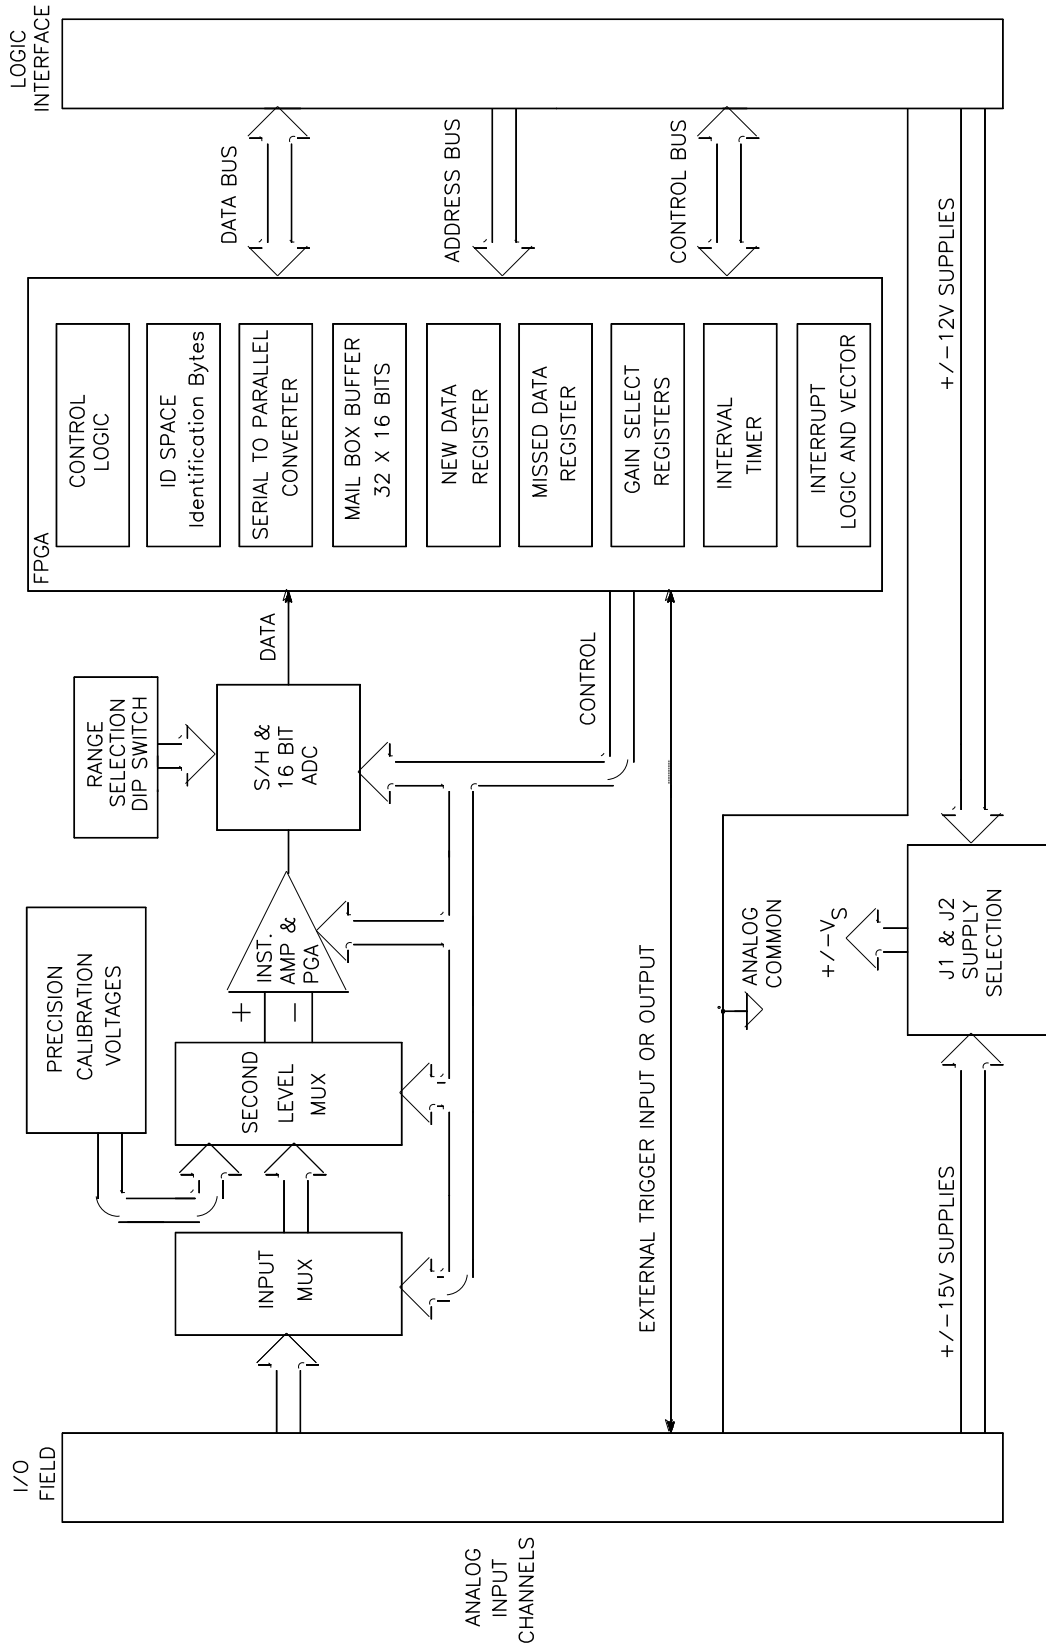 I/O
FIELD
ANALOG
INPUT
CHANNELS
INPUT
MUX
PRECISION
CALIBRATION
VOLTAGES
SECOND
LEVEL
MUX
+
−
INST.
AMP &
PGA
RANGE
SELECTION
DIP SWITCH
S/H &
16 BIT
ADC
DATA
CONTROL
EXTERNAL TRIGGER INPUT OR OUTPUT
FPGA
CONTROL
LOGIC
ID SPACE
Identification Bytes
SERIAL TO PARALLEL
CONVERTER
MAIL BOX BUFFER
32 X 16 BITS
NEW DATA
REGISTER
MISSED DATA
REGISTER
GAIN SELECT
REGISTERS
INTERVAL
TIMER
INTERRUPT
LOGIC AND VECTOR
DATA BUS
ADDRESS BUS
CONTROL BUS
LOGIC
INTERFACE
ANALOG
COMMON
+/-VS
+/-15V SUPPLIES
J1 & J2
SUPPLY
SELECTION
+/-12V SUPPLIES